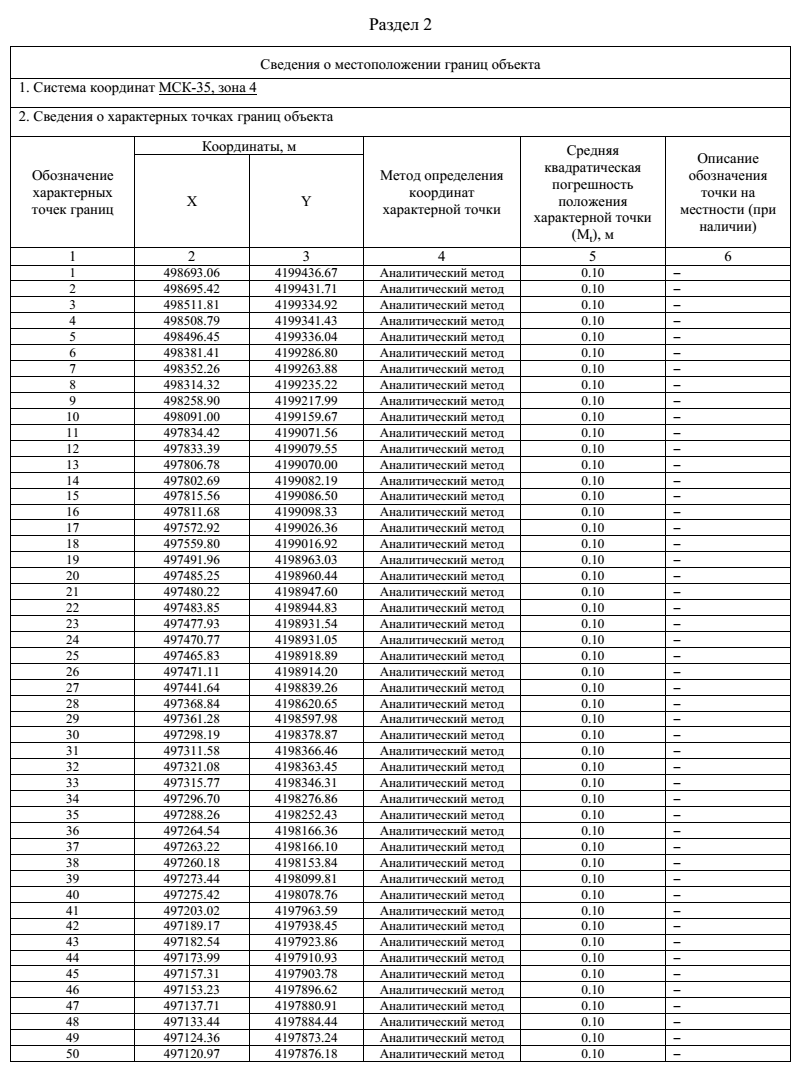 Раздел 2
Сведения о местоположении границ объекта
1. Система координат МСК-35, зона 4
2. Сведения о характерных точках границ объекта
Обозначение характерных точек границ
Координаты, м
X
Y
Метод определения координат характерной точки
Средняя квадратическая погрешность положения характерной точки (Mt), м
Описание обозначения точки на местности (при наличии)
1 2 3 4 5 6
1 498693.06 4199436.67 Аналитический метод 0.10 –
2 498695.42 4199431.71 Аналитический метод 0.10 –
3 498511.81 4199334.92 Аналитический метод 0.10 –
4 498508.79 4199341.43 Аналитический метод 0.10 –
5 498496.45 4199336.04 Аналитический метод 0.10 –
6 498381.41 4199286.80 Аналитический метод 0.10 –
7 498352.26 4199263.88 Аналитический метод 0.10 –
8 498314.32 4199235.22 Аналитический метод 0.10 –
9 498258.90 4199217.99 Аналитический метод 0.10 –
10 498091.00 4199159.67 Аналитический метод 0.10 –
11 497834.42 4199071.56 Аналитический метод 0.10 –
12 497833.39 4199079.55 Аналитический метод 0.10 –
13 497806.78 4199070.00 Аналитический метод 0.10 –
14 497802.69 4199082.19 Аналитический метод 0.10 –
15 497815.56 4199086.50 Аналитический метод 0.10 –
16 497811.68 4199098.33 Аналитический метод 0.10 –
17 497572.92 4199026.36 Аналитический метод 0.10 –
18 497559.80 4199016.92 Аналитический метод 0.10 –
19 497491.96 4198963.03 Аналитический метод 0.10 –
20 497485.25 4198960.44 Аналитический метод 0.10 –
21 497480.22 4198947.60 Аналитический метод 0.10 –
22 497483.85 4198944.83 Аналитический метод 0.10 –
23 497477.93 4198931.54 Аналитический метод 0.10 –
24 497470.77 4198931.05 Аналитический метод 0.10 –
25 497465.83 4198918.89 Аналитический метод 0.10 –
26 497471.11 4198914.20 Аналитический метод 0.10 –
27 497441.64 4198839.26 Аналитический метод 0.10 –
28 497368.84 4198620.65 Аналитический метод 0.10 –
29 497361.28 4198597.98 Аналитический метод 0.10 –
30 497298.19 4198378.87 Аналитический метод 0.10 –
31 497311.58 4198366.46 Аналитический метод 0.10 –
32 497321.08 4198363.45 Аналитический метод 0.10 –
33 497315.77 4198346.31 Аналитический метод 0.10 –
34 497296.70 4198276.86 Аналитический метод 0.10 –
35 497288.26 4198252.43 Аналитический метод 0.10 –
36 497264.54 4198166.36 Аналитический метод 0.10 –
37 497263.22 4198166.10 Аналитический метод 0.10 –
38 497260.18 4198153.84 Аналитический метод 0.10 –
39 497273.44 4198099.81 Аналитический метод 0.10 –
40 497275.42 4198078.76 Аналитический метод 0.10 –
41 497203.02 4197963.59 Аналитический метод 0.10 –
42 497189.17 4197938.45 Аналитический метод 0.10 –
43 497182.54 4197923.86 Аналитический метод 0.10 –
44 497173.99 4197910.93 Аналитический метод 0.10 –
45 497157.31 4197903.78 Аналитический метод 0.10 –
46 497153.23 4197896.62 Аналитический метод 0.10 –
47 497137.71 4197880.91 Аналитический метод 0.10 –
48 497133.44 4197884.44 Аналитический метод 0.10 –
49 497124.36 4197873.24 Аналитический метод 0.10 –
50 497120.97 4197876.18 Аналитический метод 0.10 –